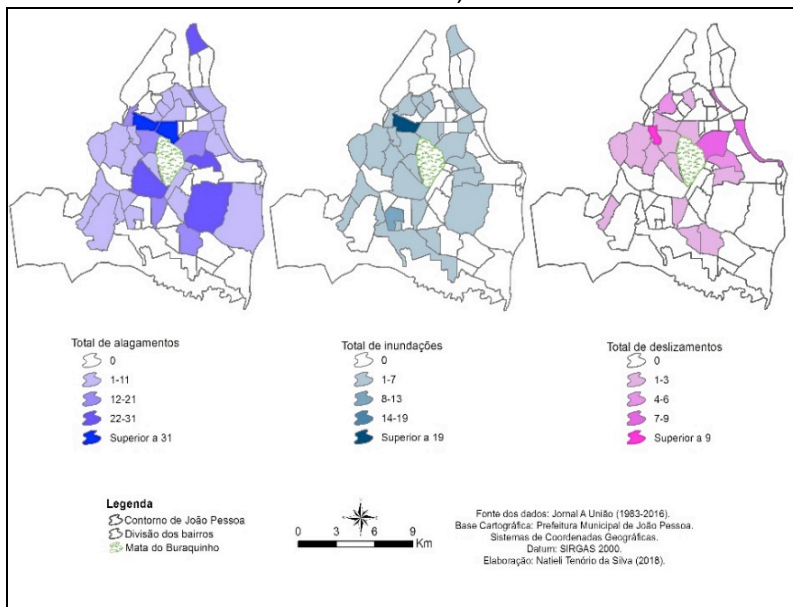 Total de alagamentos
0
1-11
12-21
22-31
Superior a 31
Total de inundações
0
1-7
8-13
14-19
Superior a 19
Total de deslizamentos
0
1-3
4-6
7-9
Superior a 9
Legenda
Contorno de João Pessoa
Divisão dos bairros
Mata do Buraquinho
0 3 6 9
Km
Fonte dos dados: Jornal A União (1983-2016).
Base Cartográfica: Prefeitura Municipal de João Pessoa.
Sistemas de Coordenadas Geográficas.
Datum: SIRGAS 2000.
Elaboração: Natieli Tenório da Silva (2018).